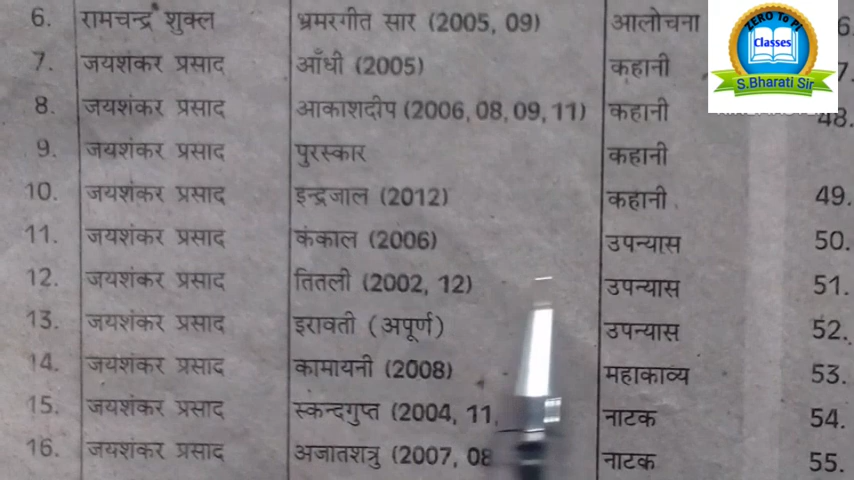 ZERO To PI
Classes
S.Bharati Sir
6. रामचन्द्र शुक्ल भ्रमरगीत सार (2005, 09) आलोचना 6.
7. जयशंकर प्रसाद आँधी (2005) कहानी 7.
8. जयशंकर प्रसाद आकाशदीप (2006, 08, 09, 11) कहानी 48.
9. जयशंकर प्रसाद पुरस्कार कहानी
10. जयशंकर प्रसाद इन्द्रजाल (2012) कहानी 49.
11. जयशंकर प्रसाद कंकाल (2006) उपन्यास 50.
12. जयशंकर प्रसाद तितली (2002, 12) उपन्यास 51.
13. जयशंकर प्रसाद इरावती (अपूर्ण) उपन्यास 52.
14. जयशंकर प्रसाद कामायनी (2008) महाकाव्य 53.
15. जयशंकर प्रसाद स्कन्दगुप्त (2004, 11, नाटक 54.
16. जयशंकर प्रसाद अजातशत्रु (2007, 08 नाटक 55.